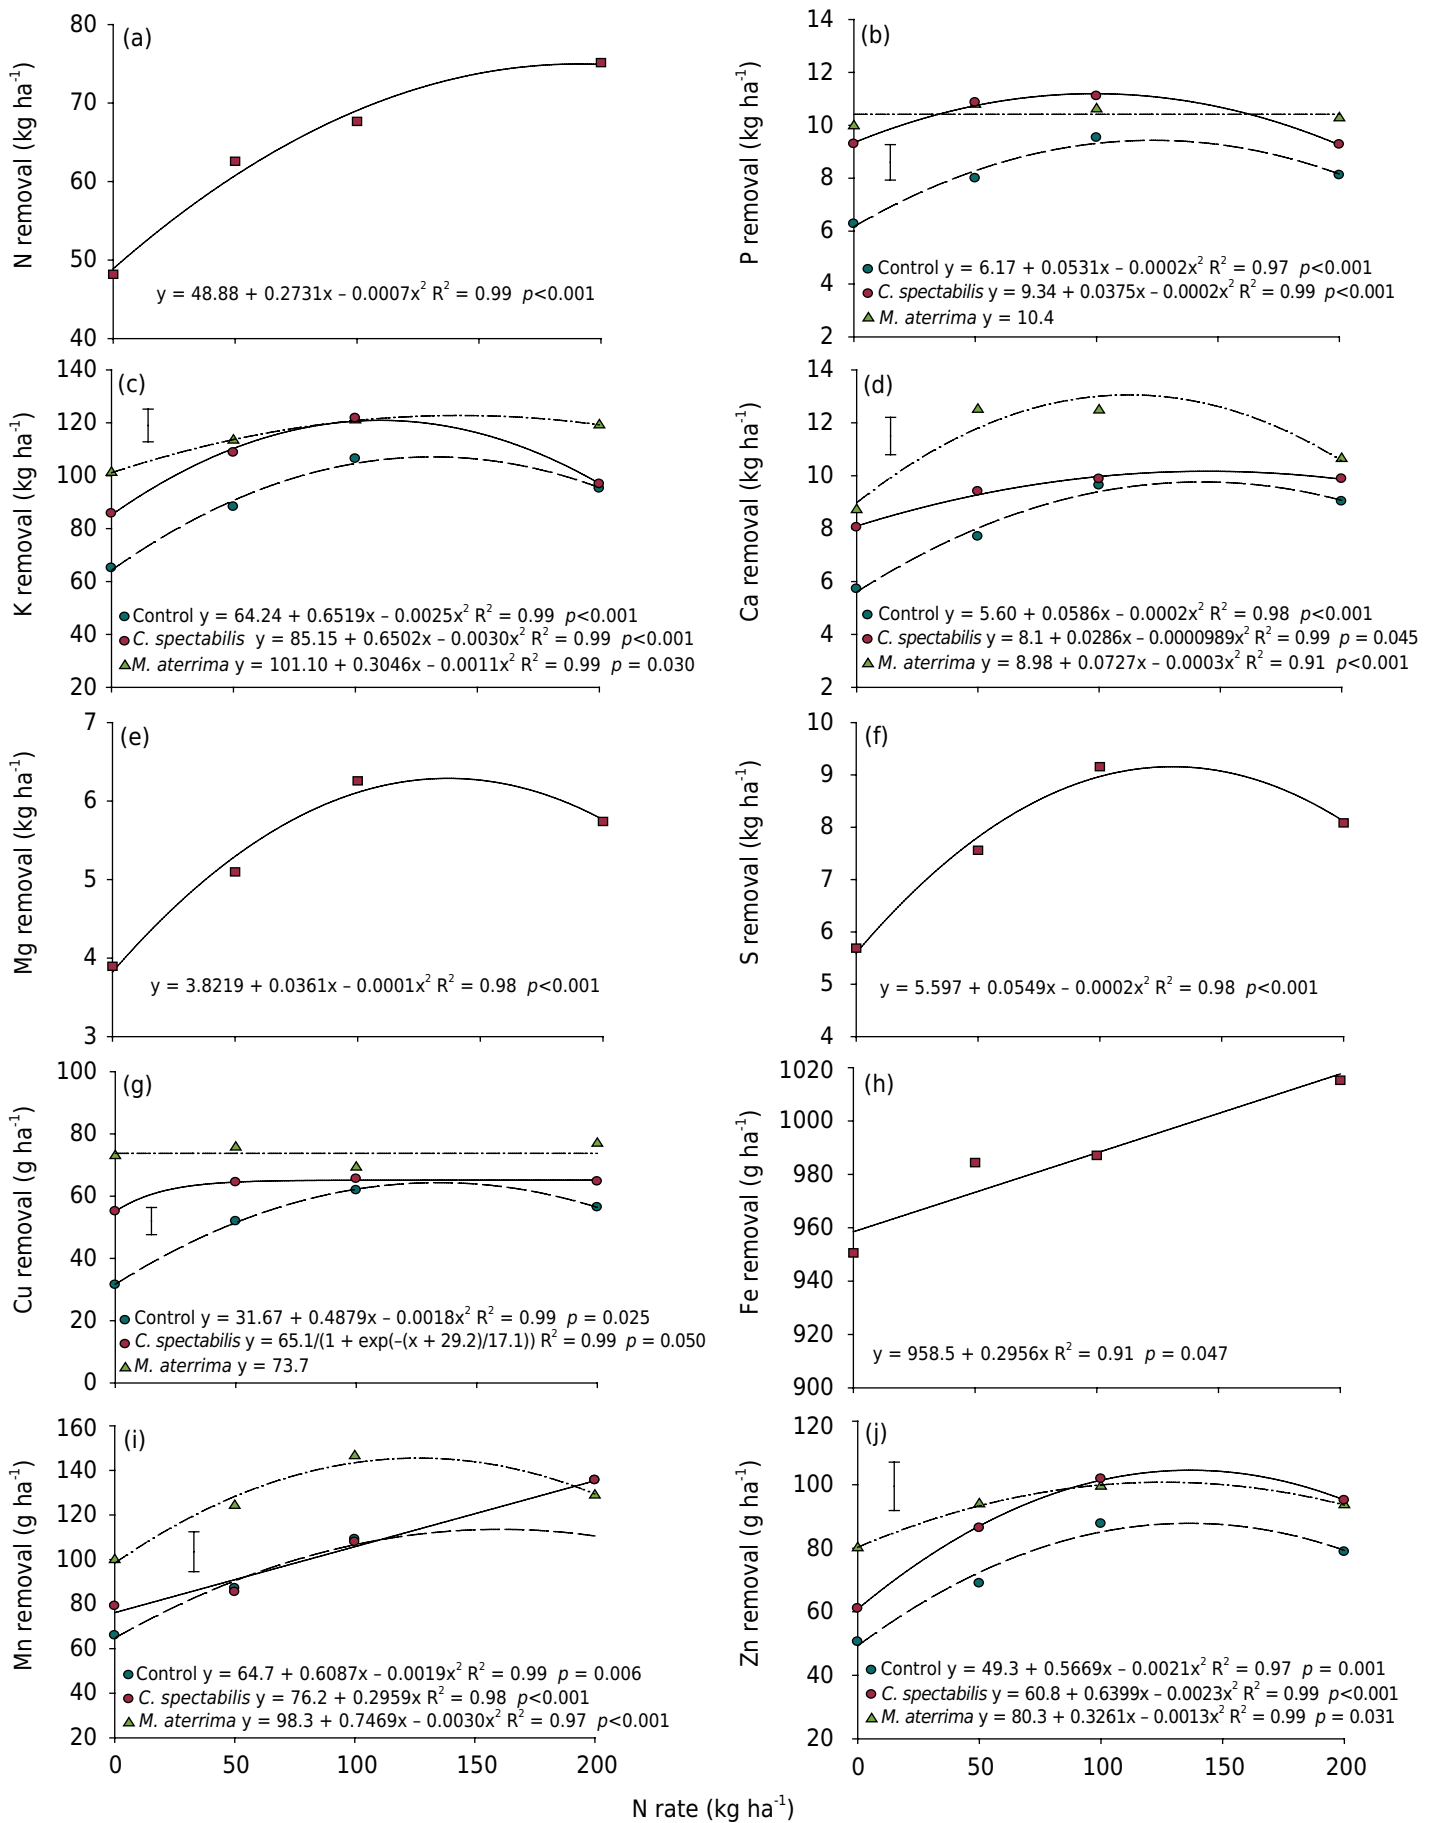 (a)
N removal (kg ha⁻¹)
80
70
60
50
40
y = 48.88 + 0.2731x – 0.0007x² R² = 0.99 p<0.001
(b)
P removal (kg ha⁻¹)
14
12
10
8
6
4
2
Control y = 6.17 + 0.0531x – 0.0002x² R² = 0.97 p<0.001
C. spectabilis y = 9.34 + 0.0375x – 0.0002x² R² = 0.99 p<0.001
M. aterrima y = 10.4
(c)
K removal (kg ha⁻¹)
140
120
100
80
60
40
20
Control y = 64.24 + 0.6519x – 0.0025x² R² = 0.99 p<0.001
C. spectabilis y = 85.15 + 0.6502x – 0.0030x² R² = 0.99 p<0.001
M. aterrima y = 101.10 + 0.3046x – 0.0011x² R² = 0.99 p = 0.030
(d)
Ca removal (kg ha⁻¹)
14
12
10
8
6
4
2
Control y = 5.60 + 0.0586x – 0.0002x² R² = 0.98 p<0.001
C. spectabilis y = 8.1 + 0.0286x – 0.0000989x² R² = 0.99 p = 0.045
M. aterrima y = 8.98 + 0.0727x – 0.0003x² R² = 0.91 p<0.001
(e)
Mg removal (kg ha⁻¹)
7
6
5
4
3
y = 3.8219 + 0.0361x – 0.0001x² R² = 0.98 p<0.001
(f)
S removal (kg ha⁻¹)
10
9
8
7
6
5
4
y = 5.597 + 0.0549x – 0.0002x² R² = 0.98 p<0.001
(g)
Cu removal (g ha⁻¹)
100
80
60
40
20
0
Control y = 31.67 + 0.4879x – 0.0018x² R² = 0.99 p = 0.025
C. spectabilis y = 65.1/(1 + exp(–(x + 29.2)/17.1)) R² = 0.99 p = 0.050
M. aterrima y = 73.7
(h)
Fe removal (g ha⁻¹)
1020
1000
980
960
940
920
900
y = 958.5 + 0.2956x R² = 0.91 p = 0.047
(i)
Mn removal (g ha⁻¹)
160
140
120
100
80
60
40
20
Control y = 64.7 + 0.6087x – 0.0019x² R² = 0.99 p = 0.006
C. spectabilis y = 76.2 + 0.2959x R² = 0.98 p<0.001
M. aterrima y = 98.3 + 0.7469x – 0.0030x² R² = 0.97 p<0.001
0 50 100 150 200
(j)
Zn removal (g ha⁻¹)
120
100
80
60
40
20
Control y = 49.3 + 0.5669x – 0.0021x² R² = 0.97 p = 0.001
C. spectabilis y = 60.8 + 0.6399x – 0.0023x² R² = 0.99 p<0.001
M. aterrima y = 80.3 + 0.3261x – 0.0013x² R² = 0.99 p = 0.031
0 50 100 150 200
N rate (kg ha⁻¹)